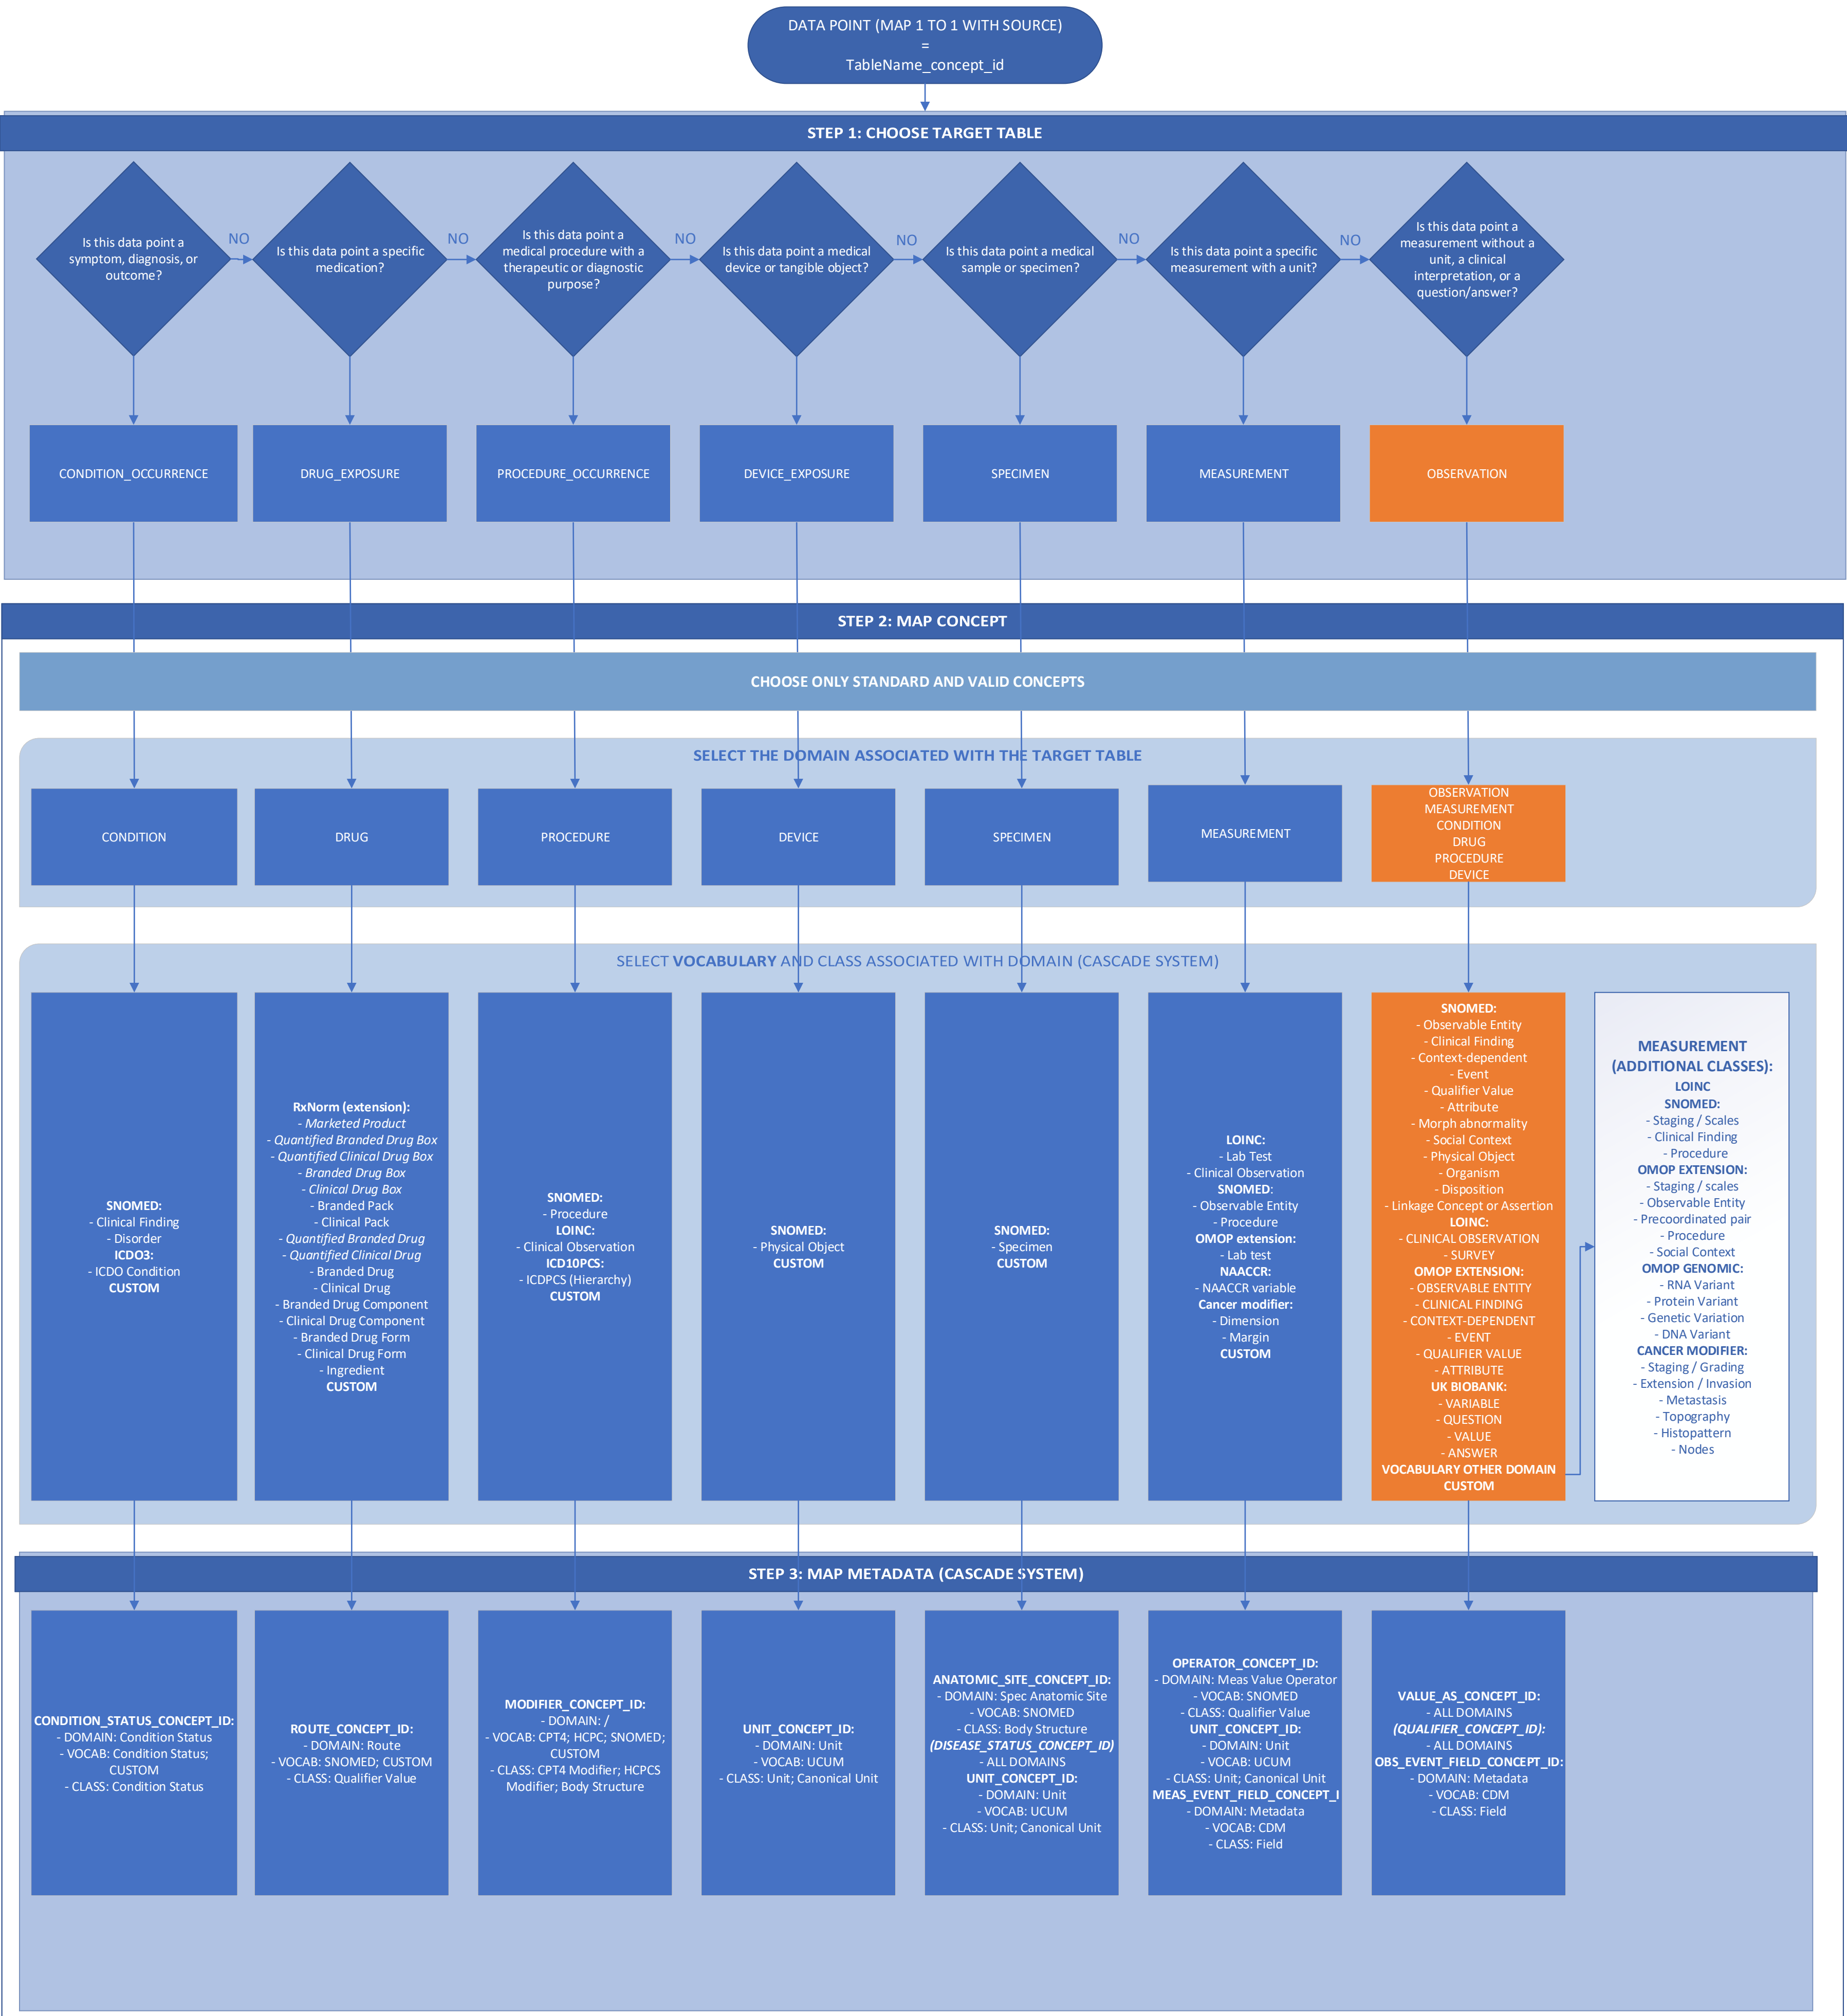 DATA POINT (MAP 1 TO 1 WITH SOURCE)
=
TableName_concept_id
STEP 1: CHOOSE TARGET TABLE
Is this data point a
symptom, diagnosis, or
outcome?
NO
Is this data point a specific
medication?
NO
Is this data point a
medical procedure with a
therapeutic or diagnostic
purpose?
NO
Is this data point a medical
device or tangible object?
NO
Is this data point a medical
sample or specimen?
NO
Is this data point a specific
measurement with a unit?
NO
Is this data point a
measurement without a
unit, a clinical
interpretation, or a
question/answer?
CONDITION_OCCURRENCE
DRUG_EXPOSURE
PROCEDURE_OCCURRENCE
DEVICE_EXPOSURE
SPECIMEN
MEASUREMENT
OBSERVATION
STEP 2: MAP CONCEPT
CHOOSE ONLY STANDARD AND VALID CONCEPTS
SELECT THE DOMAIN ASSOCIATED WITH THE TARGET TABLE
CONDITION
DRUG
PROCEDURE
DEVICE
SPECIMEN
MEASUREMENT
OBSERVATION
MEASUREMENT
CONDITION
DRUG
PROCEDURE
DEVICE
SELECT VOCABULARY AND CLASS ASSOCIATED WITH DOMAIN (CASCADE SYSTEM)
SNOMED:
- Clinical Finding
- Disorder
ICDO3:
- ICDO Condition
CUSTOM
RxNorm (extension):
- Marketed Product
- Quantified Branded Drug Box
- Quantified Clinical Drug Box
- Branded Drug Box
- Clinical Drug Box
- Branded Pack
- Clinical Pack
- Quantified Branded Drug
- Quantified Clinical Drug
- Branded Drug
- Clinical Drug
- Branded Drug Component
- Clinical Drug Component
- Branded Drug Form
- Clinical Drug Form
- Ingredient
CUSTOM
SNOMED:
- Procedure
LOINC:
- Clinical Observation
ICD10PCS:
- ICDPCS (Hierarchy)
CUSTOM
SNOMED:
- Physical Object
CUSTOM
SNOMED:
- Specimen
CUSTOM
LOINC:
- Lab Test
- Clinical Observation
SNOMED:
- Observable Entity
- Procedure
OMOP extension:
- Lab test
NAACCR:
- NAACCR variable
Cancer modifier:
- Dimension
- Margin
CUSTOM
SNOMED:
- Observable Entity
- Clinical Finding
- Context-dependent
- Event
- Qualifier Value
- Attribute
- Morph abnormality
- Social Context
- Physical Object
- Organism
- Disposition
- Linkage Concept or Assertion
LOINC:
- CLINICAL OBSERVATION
- SURVEY
OMOP EXTENSION:
- OBSERVABLE ENTITY
- CLINICAL FINDING
- CONTEXT-DEPENDENT
- EVENT
- QUALIFIER VALUE
- ATTRIBUTE
UK BIOBANK:
- VARIABLE
- QUESTION
- VALUE
- ANSWER
VOCABULARY OTHER DOMAIN
CUSTOM
MEASUREMENT
(ADDITIONAL CLASSES):
LOINC
SNOMED:
- Staging / Scales
- Clinical Finding
- Procedure
OMOP EXTENSION:
- Staging / scales
- Observable Entity
- Precoordinated pair
- Procedure
- Social Context
OMOP GENOMIC:
- RNA Variant
- Protein Variant
- Genetic Variation
- DNA Variant
CANCER MODIFIER:
- Staging / Grading
- Extension / Invasion
- Metastasis
- Topography
- Histopattern
- Nodes
STEP 3: MAP METADATA (CASCADE SYSTEM)
CONDITION_STATUS_CONCEPT_ID:
- DOMAIN: Condition Status
- VOCAB: Condition Status;
CUSTOM
- CLASS: Condition Status
ROUTE_CONCEPT_ID:
- DOMAIN: Route
- VOCAB: SNOMED; CUSTOM
- CLASS: Qualifier Value
MODIFIER_CONCEPT_ID:
- DOMAIN: /
- VOCAB: CPT4; HCPC; SNOMED;
CUSTOM
- CLASS: CPT4 Modifier; HCPCS
Modifier; Body Structure
UNIT_CONCEPT_ID:
- DOMAIN: Unit
- VOCAB: UCUM
- CLASS: Unit; Canonical Unit
ANATOMIC_SITE_CONCEPT_ID:
- DOMAIN: Spec Anatomic Site
- VOCAB: SNOMED
- CLASS: Body Structure
(DISEASE_STATUS_CONCEPT_ID)
- ALL DOMAINS
UNIT_CONCEPT_ID:
- DOMAIN: Unit
- VOCAB: UCUM
- CLASS: Unit; Canonical Unit
OPERATOR_CONCEPT_ID:
- DOMAIN: Meas Value Operator
- VOCAB: SNOMED
- CLASS: Qualifier Value
UNIT_CONCEPT_ID:
- DOMAIN: Unit
- VOCAB: UCUM
- CLASS: Unit; Canonical Unit
MEAS_EVENT_FIELD_CONCEPT_I
- DOMAIN: Metadata
- VOCAB: CDM
- CLASS: Field
VALUE_AS_CONCEPT_ID:
- ALL DOMAINS
(QUALIFIER_CONCEPT_ID):
- ALL DOMAINS
OBS_EVENT_FIELD_CONCEPT_ID:
- DOMAIN: Metadata
- VOCAB: CDM
- CLASS: Field